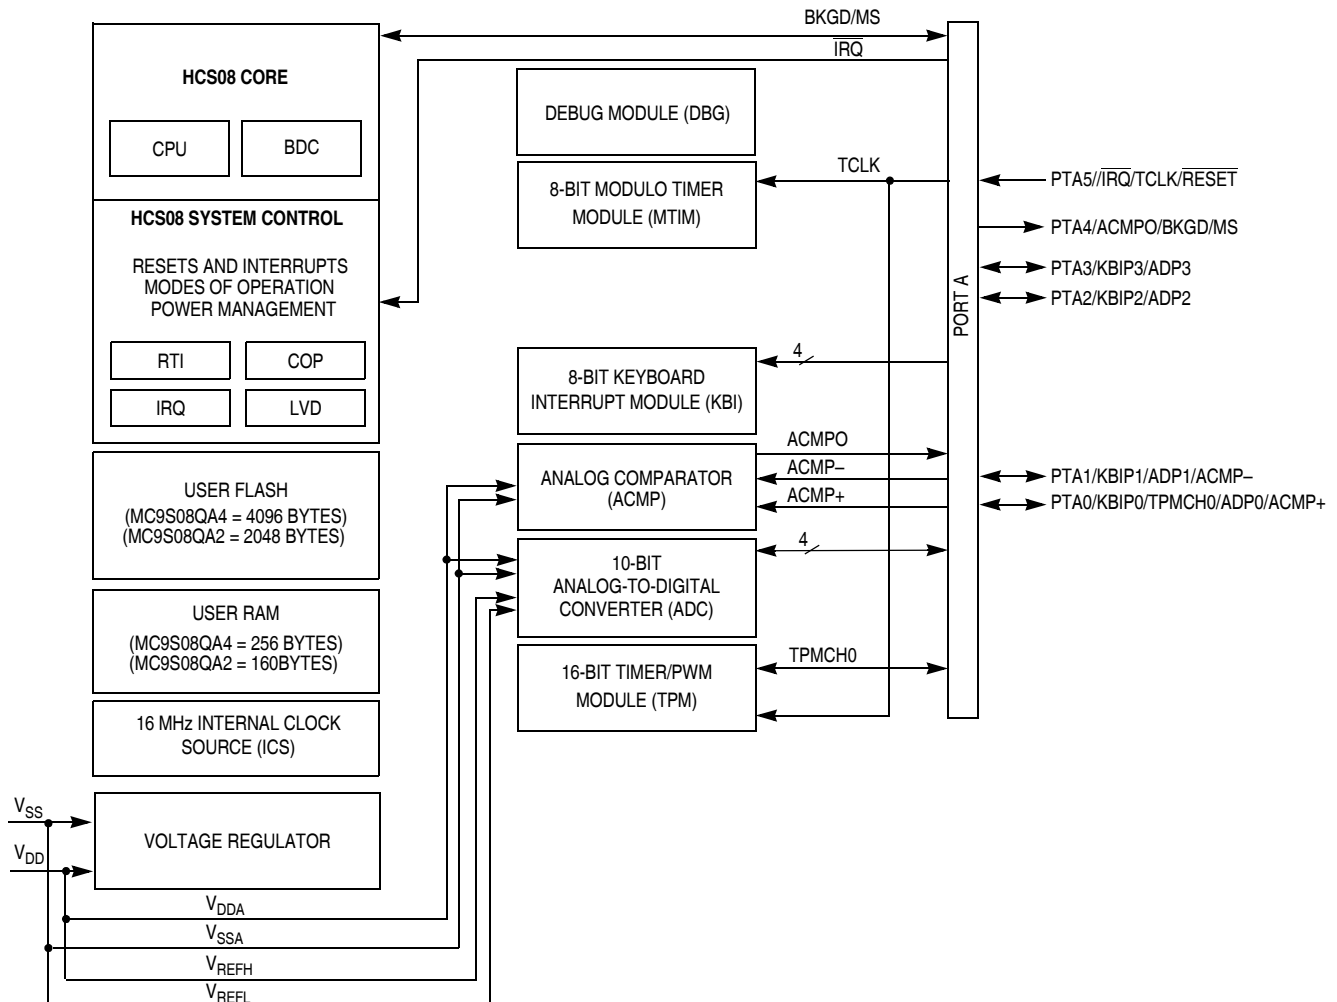 BKGD/MS
IRQ
HCS08 CORE
CPU
BDC
DEBUG MODULE (DBG)
TCLK
8-BIT MODULO TIMER
MODULE (MTIM)
HCS08 SYSTEM CONTROL
RESETS AND INTERRUPTS
MODES OF OPERATION
POWER MANAGEMENT
RTI
COP
IRQ
LVD
PORT A
PTA5//IRQ/TCLK/RESET
PTA4/ACMPO/BKGD/MS
PTA3/KBIP3/ADP3
PTA2/KBIP2/ADP2
4
8-BIT KEYBOARD
INTERRUPT MODULE (KBI)
ACMPO
ACMP–
ACMP+
ANALOG COMPARATOR
(ACMP)
PTA1/KBIP1/ADP1/ACMP–
PTA0/KBIP0/TPMCH0/ADP0/ACMP+
USER FLASH
(MC9S08QA4 = 4096 BYTES)
(MC9S08QA2 = 2048 BYTES)
4
10-BIT
ANALOG-TO-DIGITAL
CONVERTER (ADC)
USER RAM
(MC9S08QA4 = 256 BYTES)
(MC9S08QA2 = 160BYTES)
TPMCH0
16-BIT TIMER/PWM
MODULE (TPM)
16 MHz INTERNAL CLOCK
SOURCE (ICS)
VSS
VDD
VOLTAGE REGULATOR
VDDA
VSSA
VREFH
VREFL